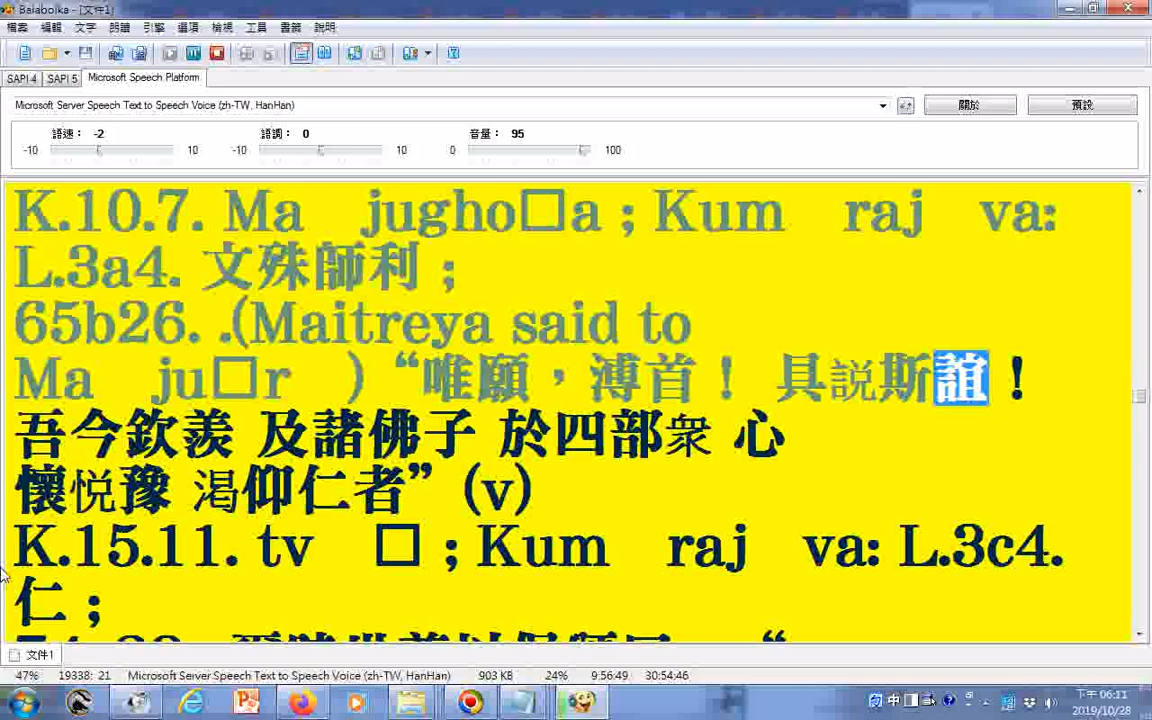 Balabolka - [文件1]
檔案 編輯 文字 朗讀 引擎 選項 檢視 工具 書籤 說明
SAPI 4 SAPI 5 Microsoft Speech Platform
Microsoft Server Speech Text to Speech Voice (zh-TW, HanHan) 關於 預設
語速： -2 語調： 0 音量： 95
-10 10 -10 10 0 100
K.10.7. Ma jugho□a ; Kum raj va:
L.3a4. 文殊師利 ;
65b26. .(Maitreya said to
Ma ju□r ) “唯願，溥首！ 具説斯誼！
吾今欽羨 及諸佛子 於四部衆 心
懷悦豫 渴仰仁者” (v)
K.15.11. tv □ ; Kum raj va: L.3c4.
仁 ;
文件1
47% 19338: 21 Microsoft Server Speech Text to Speech Voice (zh-TW, HanHan) 903 KB 24% 9:56:49 30:54:46
中 下午 06:11
2019/10/28